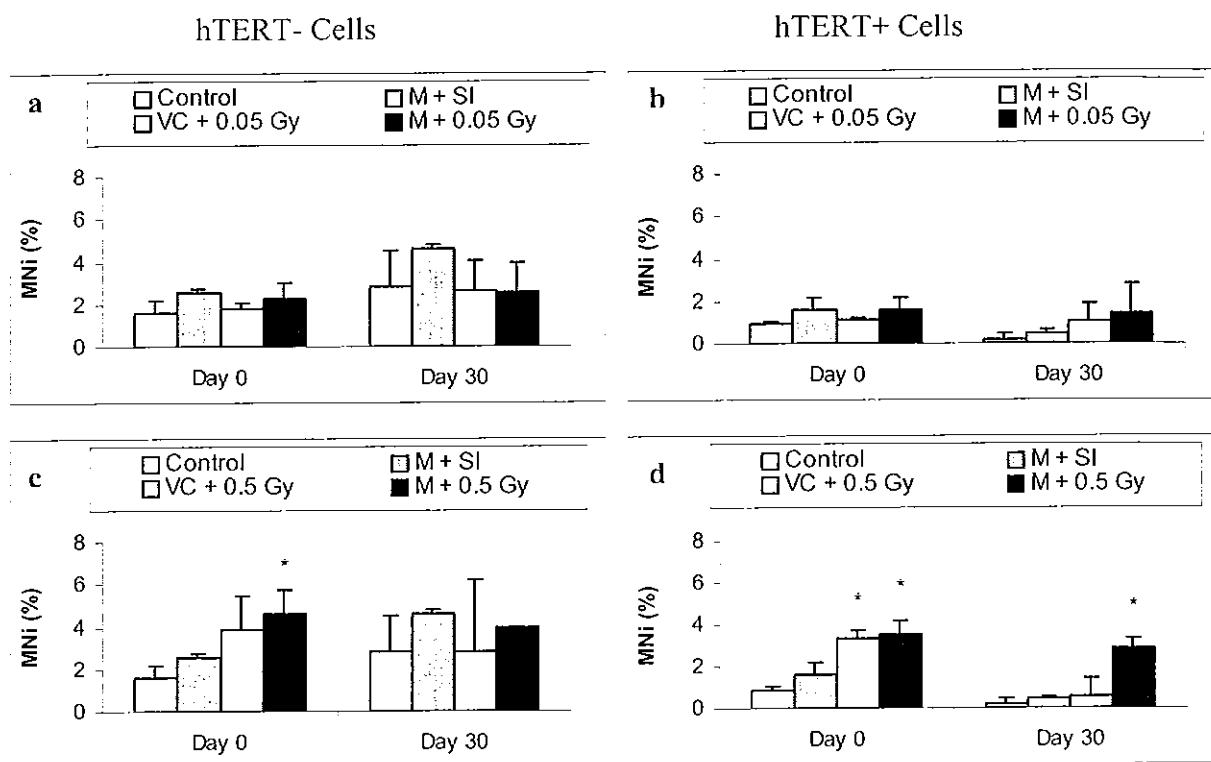 hTERT- Cells
hTERT+ Cells
a
Control
M + SI
VC + 0.05 Gy
M + 0.05 Gy
MNi (%)
8
6
4
2
0
Day 0
Day 30
b
Control
M + SI
VC + 0.05 Gy
M + 0.05 Gy
MNi (%)
8
6
4
2
0
Day 0
Day 30
c
Control
M + SI
VC + 0.5 Gy
M + 0.5 Gy
MNi (%)
8
6
4
2
0
*
Day 0
Day 30
d
Control
M + SI
VC + 0.5 Gy
M + 0.5 Gy
MNi (%)
8
6
4
2
0
*
*
*
Day 0
Day 30